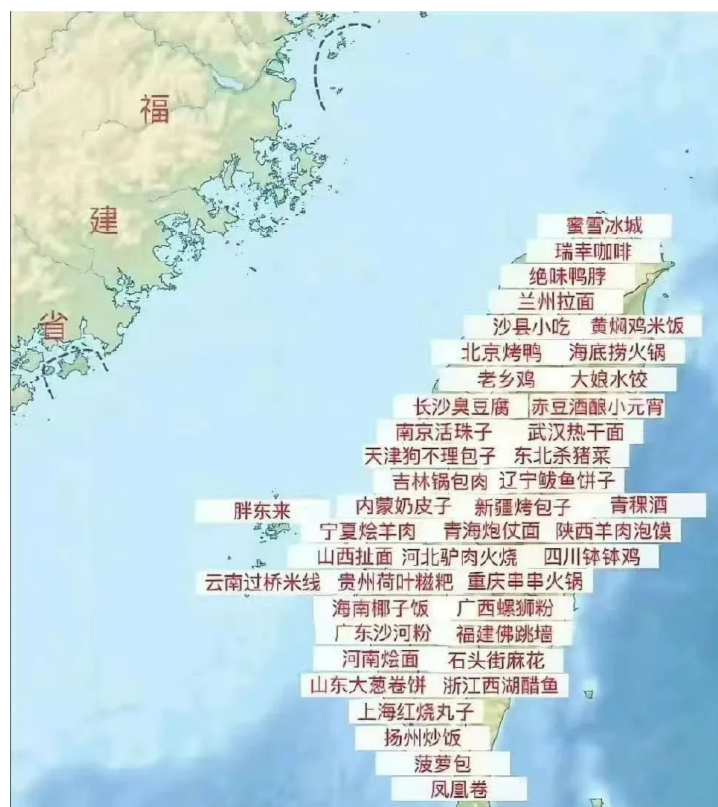 福
建
省
蜜雪冰城
瑞幸咖啡
绝味鸭脖
兰州拉面
沙县小吃 黄焖鸡米饭
北京烤鸭 海底捞火锅
老乡鸡 大娘水饺
长沙臭豆腐 赤豆酒酿小元宵
南京活珠子 武汉热干面
天津狗不理包子 东北杀猪菜
吉林锅包肉 辽宁鲅鱼饼子
胖东来 内蒙奶皮子 新疆烤包子 青稞酒
宁夏烩羊肉 青海炮仗面 陕西羊肉泡馍
山西扯面 河北驴肉火烧 四川钵钵鸡
云南过桥米线 贵州荷叶糍粑 重庆串串火锅
海南椰子饭 广西螺狮粉
广东沙河粉 福建佛跳墙
河南烩面 石头街麻花
山东大葱卷饼 浙江西湖醋鱼
上海红烧丸子
扬州炒饭
菠萝包
凤凰卷